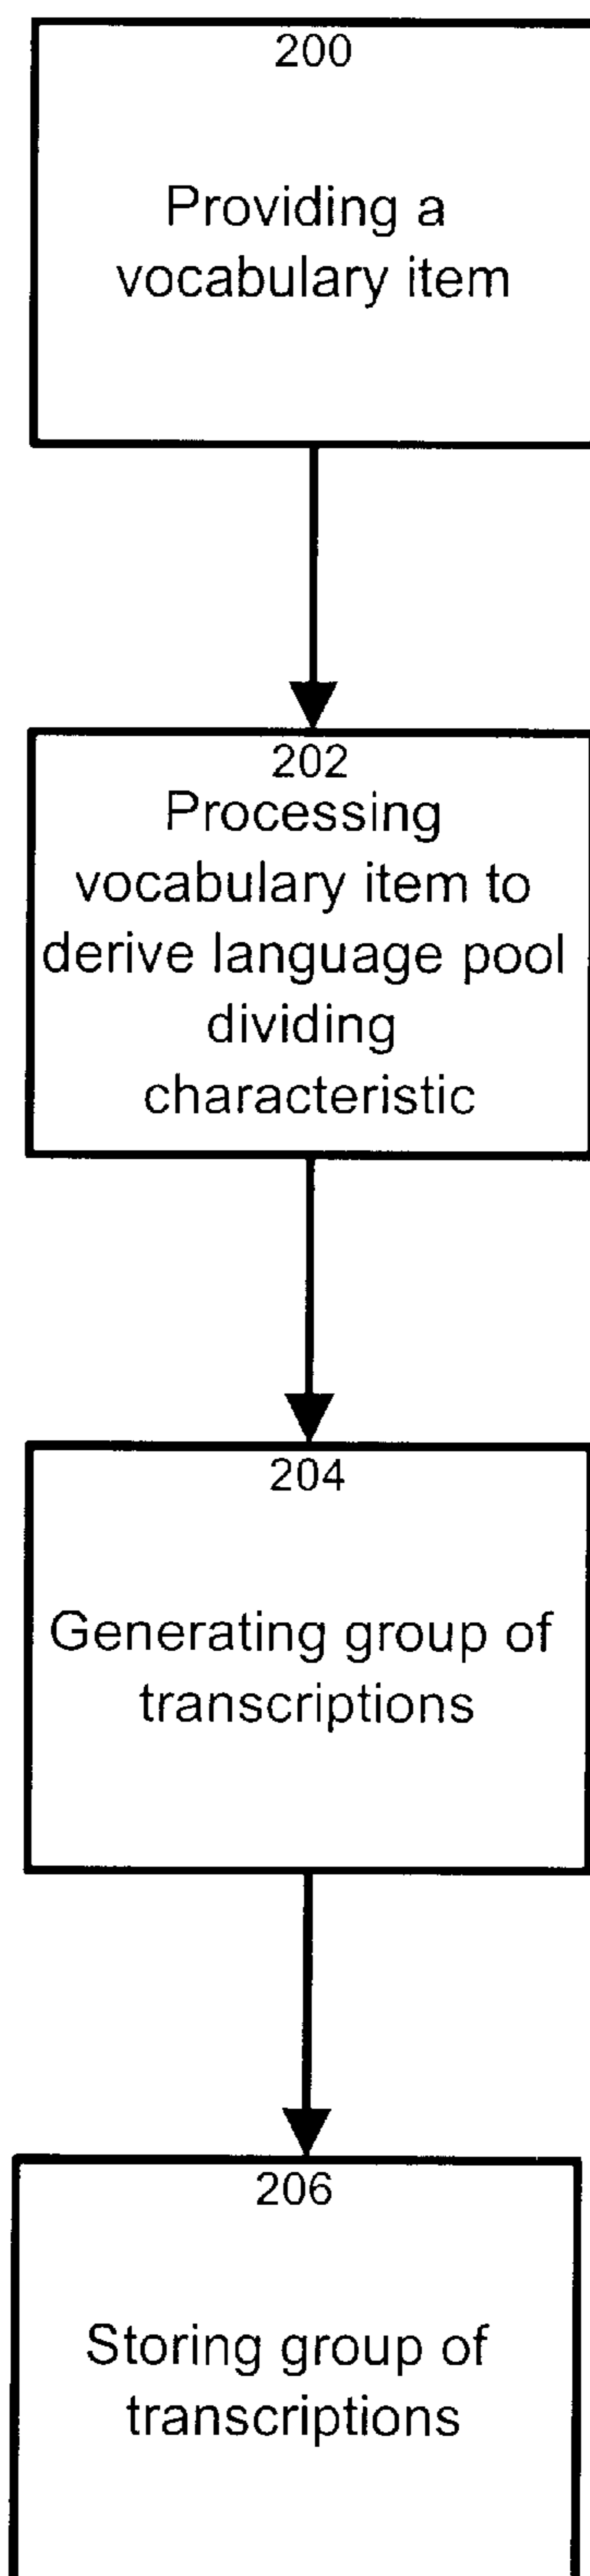 200
Providing a
vocabulary item
202
Processing
vocabulary item to
derive language pool
dividing
characteristic
204
Generating group of
transcriptions
206
Storing group of
transcriptions